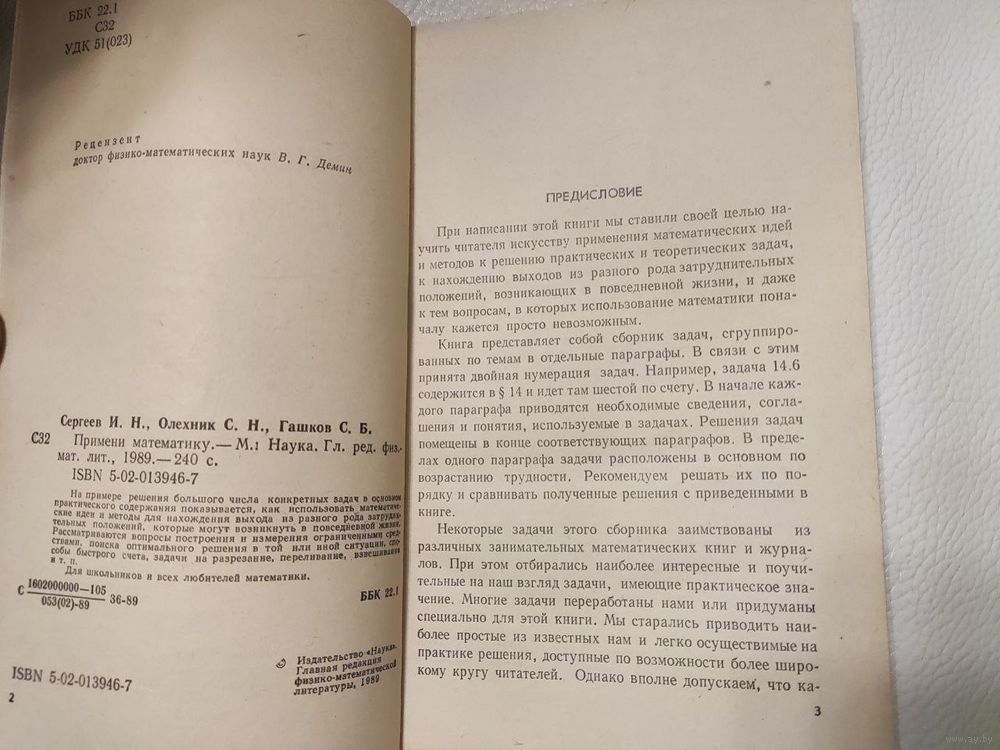 ББК 22.1
С32
УДК 51(023)
Рецензент
доктор физико-математических наук В. Г. Демин
Сергеев И. Н., Олехник С. Н., Гашков С. Б.
С32 Примени математику.— М.: Наука. Гл. ред. физ.-
мат. лит., 1989.—240 с.
ISBN 5-02-013946-7
На примере решения большого числа конкретных задач в основном
практического содержания показывается, как использовать математиче-
ские идеи и методы для нахождения выхода из разного рода затрудни-
тельных положений, которые могут возникнуть в повседневной жизни.
Рассматриваются вопросы построения и измерения ограниченными сред-
ствами, поиска оптимального решения в той или иной ситуации, спо-
собы быстрого счета, задачи на разрезание, переливание, взвешивание
и т. п.
Для школьников и всех любителей математики.
С 1602000000—105
053(02)-89 36-89
ББК 22.1
© Издательство «Наука».
Главная редакция
физико-математической
литературы, 1989
ISBN 5-02-013946-7
2
ПРЕДИСЛОВИЕ
При написании этой книги мы ставили своей целью на-
учить читателя искусству применения математических идей
и методов к решению практических и теоретических задач,
к нахождению выходов из разного рода затруднительных
положений, возникающих в повседневной жизни, и даже
к тем вопросам, в которых использование математики пона-
чалу кажется просто невозможным.
Книга представляет собой сборник задач, сгруппиро-
ванных по темам в отдельные параграфы. В связи с этим
принята двойная нумерация задач. Например, задача 14.6
содержится в § 14 и идет там шестой по счету. В начале каж-
дого параграфа приводятся необходимые сведения, согла-
шения и понятия, используемые в задачах. Решения задач
помещены в конце соответствующих параграфов. В преде-
лах одного параграфа задачи расположены в основном по
возрастанию трудности. Рекомендуем решать их по по-
рядку и сравнивать полученные решения с приведенными в
книге.
Некоторые задачи этого сборника заимствованы из
различных занимательных математических книг и журна-
лов. При этом отбирались наиболее интересные и поучи-
тельные на наш взгляд задачи, имеющие практическое зна-
чение. Многие задачи переработаны нами или придуманы
специально для этой книги. Мы старались приводить наи-
более простые из известных нам и легко осуществимые на
практике решения, доступные по возможности более широ-
кому кругу читателей. Однако вполне допускаем, что ка-
3
www.ay.by